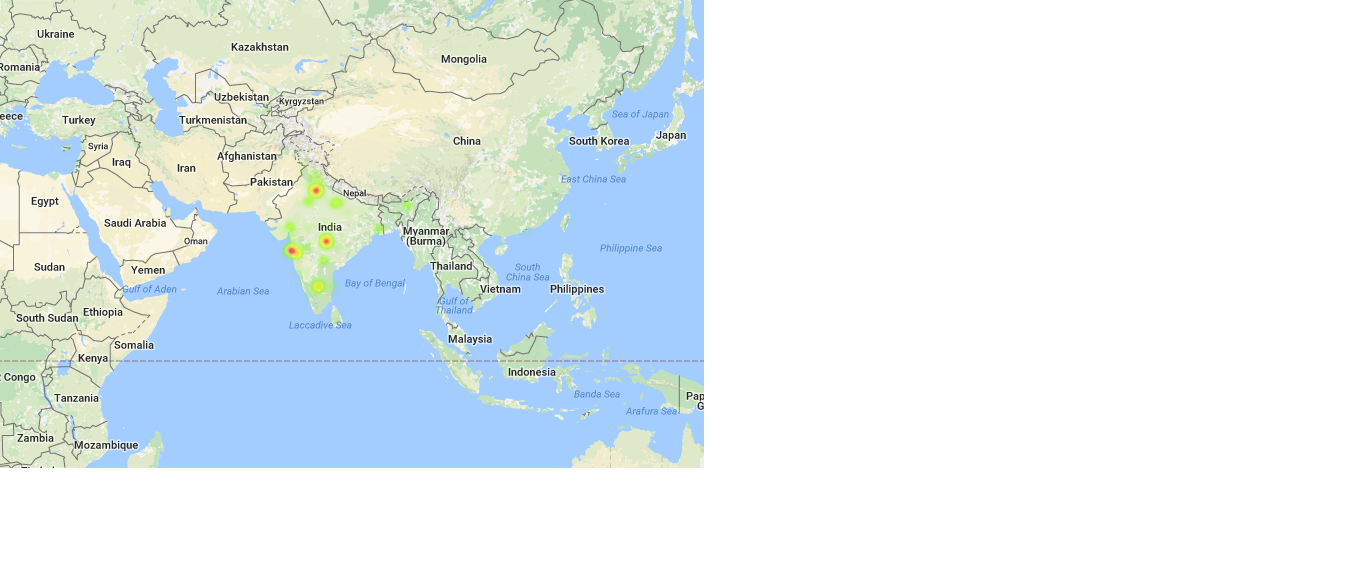 Ukraine
Kazakhstan
Mongolia
Romania
Uzbekistan
Kyrgyzstan
Sea of Japan
eece
Turkey
Turkmenistan
Japan
Syria
China
South Korea
Iraq
Afghanistan
Iran
Pakistan
East China Sea
Nepal
Egypt
Saudi Arabia
India
Myanmar
(Burma)
Oman
Philippine Sea
Sudan
Yemen
Thailand
South
China Sea
Gulf of Aden
Arabian Sea
Bay of Bengal
Vietnam
Philippines
Gulf of
Thailand
Ethiopia
South Sudan
Laccadive Sea
Malaysia
Somalia
Kenya
Indonesia
Congo
Tanzania
Banda Sea
Pap
G
Arafura Sea
Zambia
Mozambique